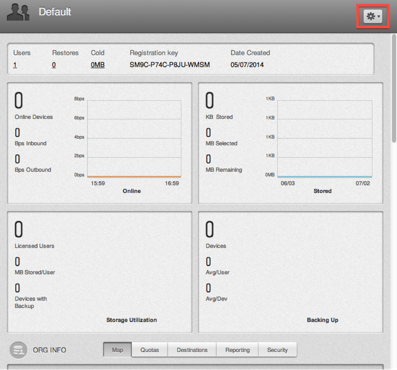 Default
Users Restores Cold Registration key Date Created
1 0 0MB SM9C-P74C-P8JU-WMSM 05/07/2014
0
Online Devices
0
Bps Inbound
0
Bps Outbound
8bps
6bps
4bps
2bps
0bps
15:59 16:59
Online
0
KB Stored
0
MB Selected
0
MB Remaining
1KB
1KB
1KB
1KB
0MB
06/03 07/02
Stored
0
Licensed Users
0
MB Stored/User
0
Devices with
Backup
Storage Utilization
0
Devices
0
Avg/User
0
Avg/Dev
Backing Up
ORG INFO Map Quotas Destinations Reporting Security